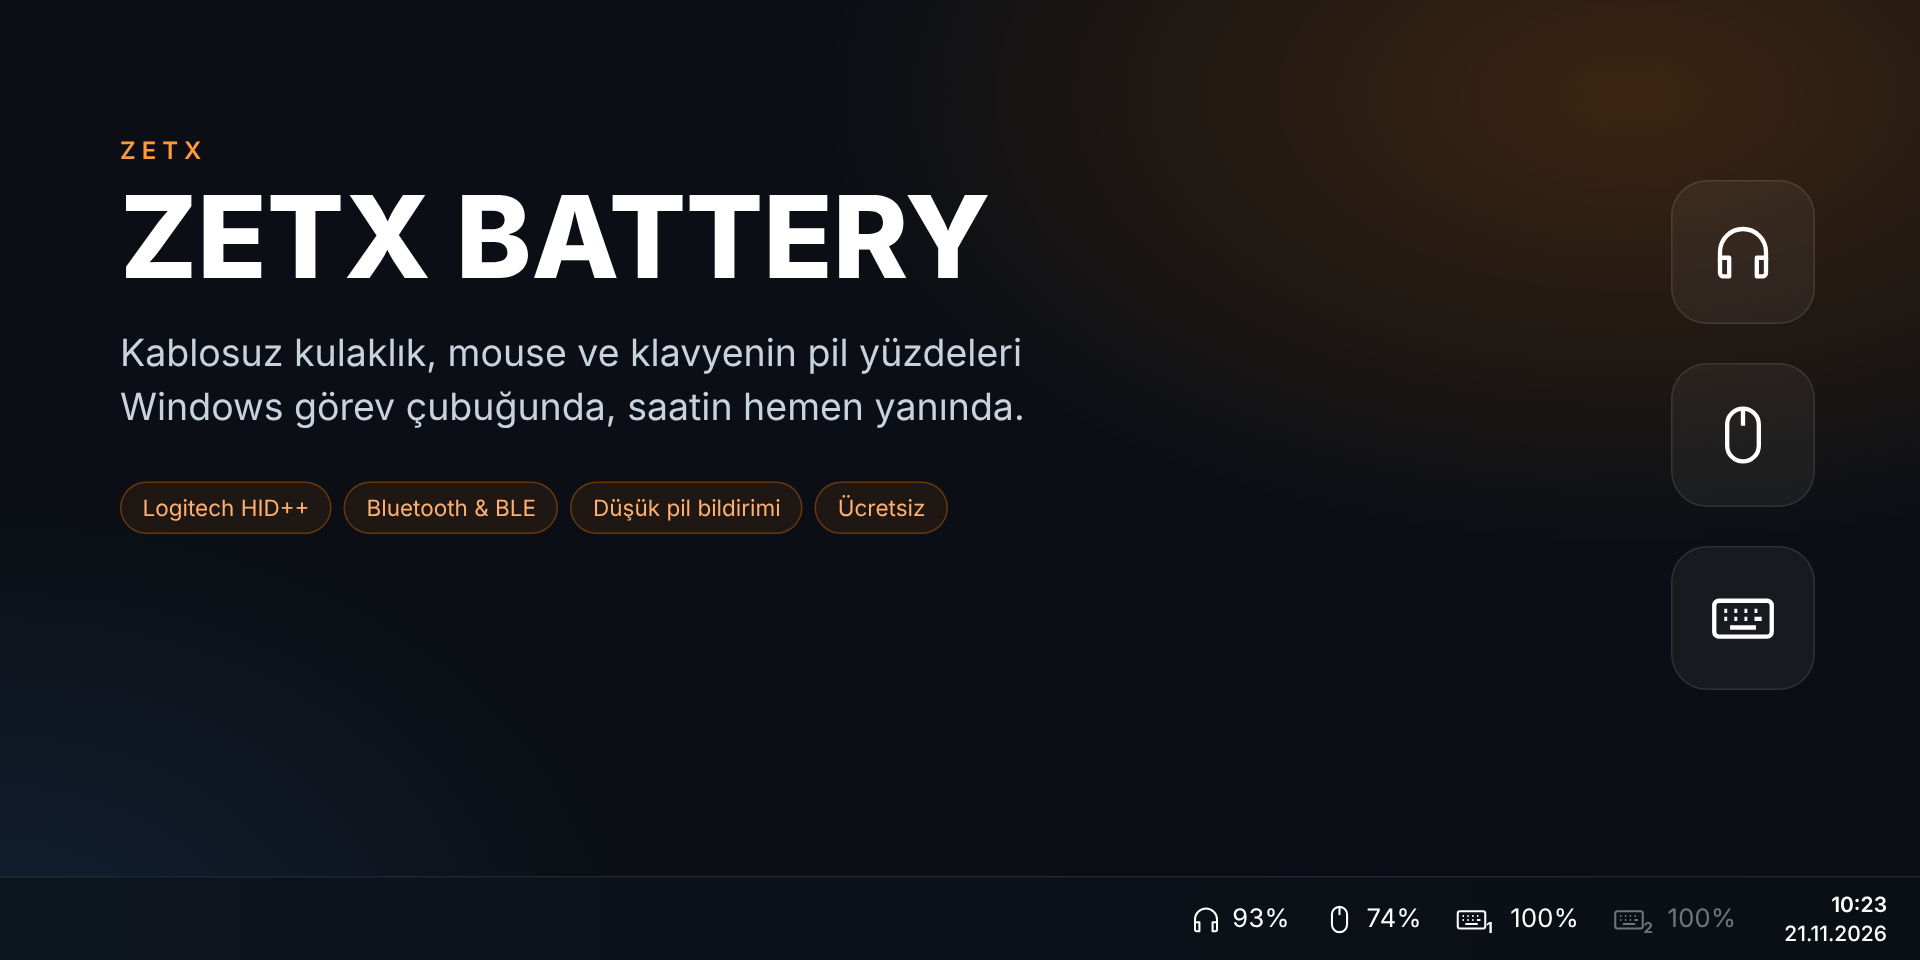 ZETX
ZETX BATTERY
Kablosuz kulaklık, mouse ve klavyenin pil yüzdeleri
Windows görev çubuğunda, saatin hemen yanında.
Logitech HID++
Bluetooth & BLE
Düşük pil bildirimi
Ücretsiz
93%
74%
1 100%
2 100%
10:23
21.11.2026